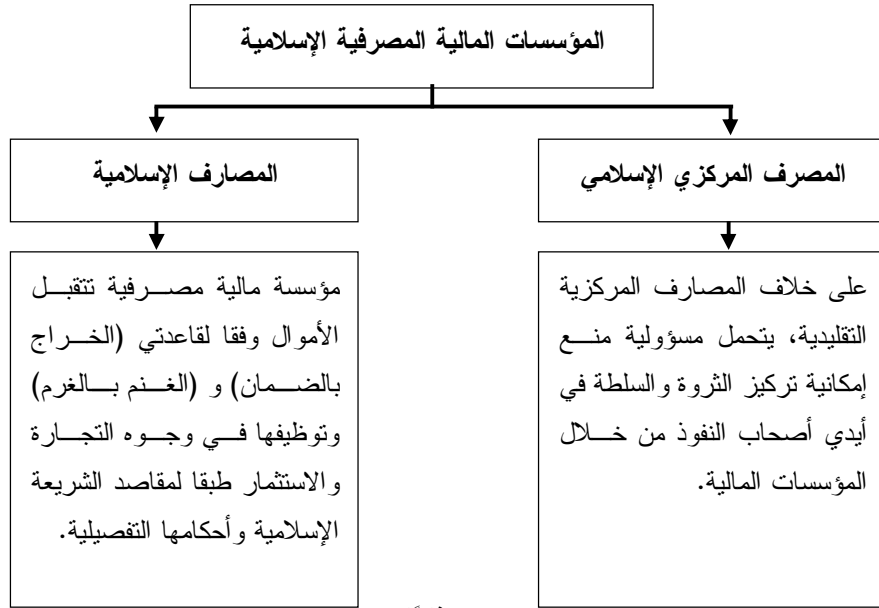 المؤسسات المالية المصرفية الإسلامية
المصرف المركزي الإسلامي
على خلاف المصارف المركزية
التقليدية، يتحمل مسؤولية منع
إمكانية تركيز الثروة والسلطة في
أيدي أصحاب النفوذ من خلال
المؤسسات المالية.
المصارف الإسلامية
مؤسسة مالية مصرفية تتقبل
الأموال وفقا لقاعدتي (الخراج
بالضمان) و (الغنم بالغرم)
وتوظيفها في وجوه التجارة
والاستثمار طبقا لمقاصد الشريعة
الإسلامية وأحكامها التفصيلية.